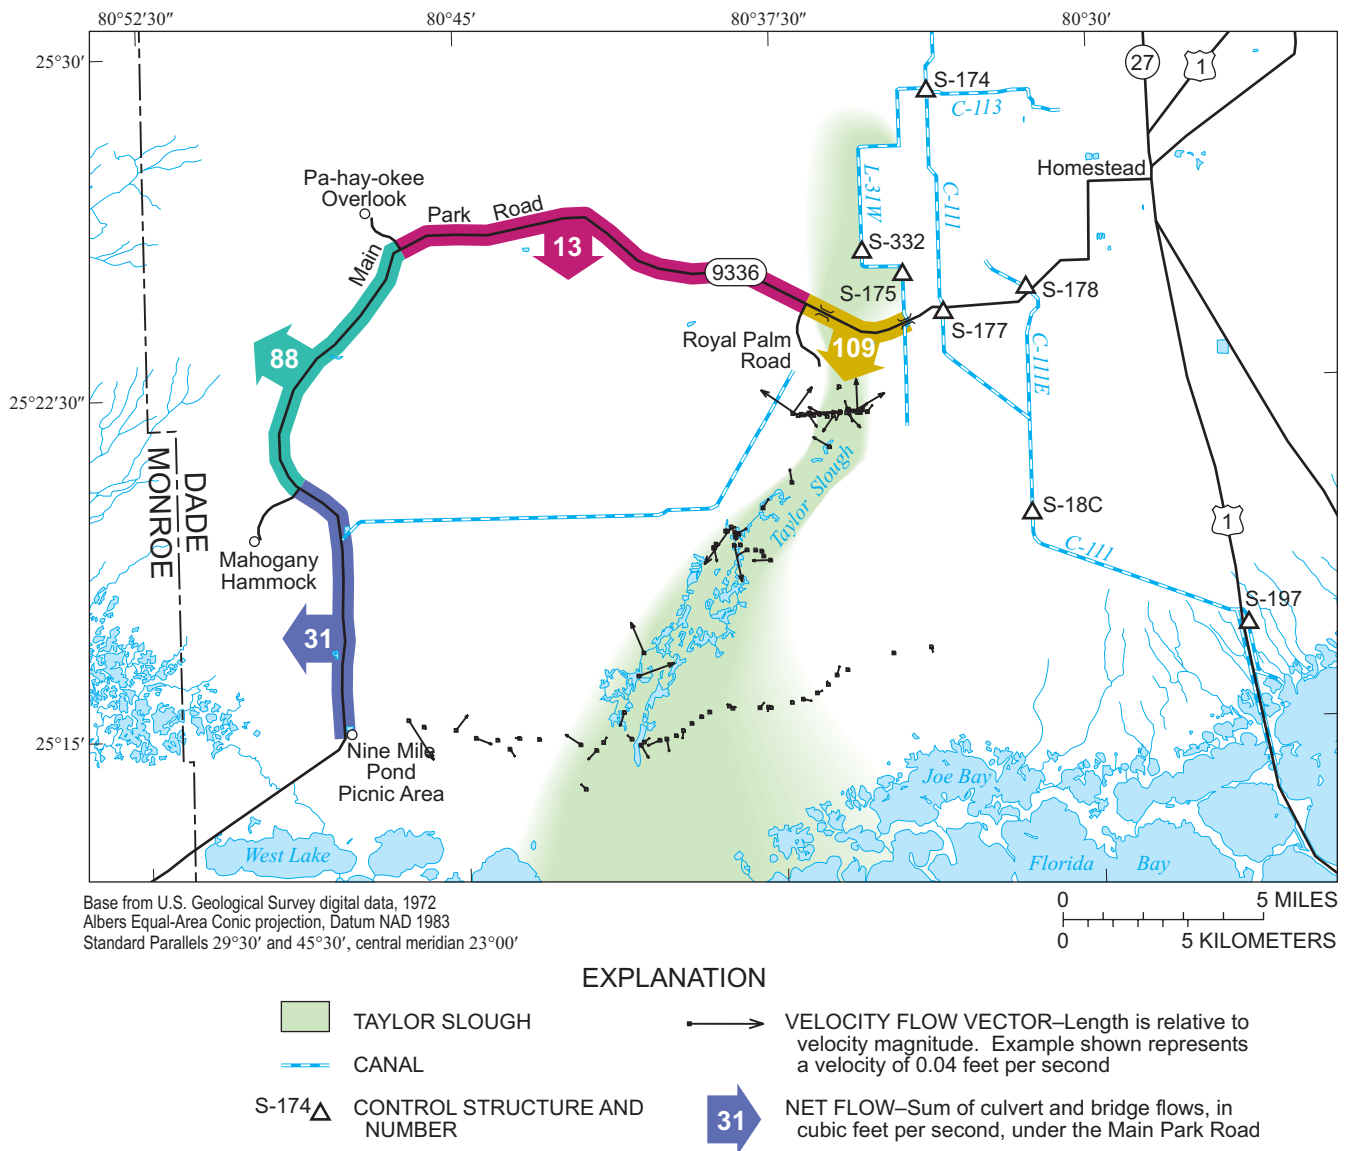 80°52'30"
80°45'
80°37'30"
80°30'
25°30'
25°22'30"
25°15'
27
1
S-174
C-113
Homestead
Pa-hay-okee
Overlook
Main
Park
Road
L-31W
C-111
13
S-332
9336
S-175
S-178
S-177
Royal Palm
Road
109
88
C-111E
Taylor Slough
DADE
MONROE
S-18C
1
Mahogany
Hammock
C-111
S-197
31
Nine Mile
Pond
Picnic Area
Joe Bay
West Lake
Florida Bay
Base from U.S. Geological Survey digital data, 1972
Albers Equal-Area Conic projection, Datum NAD 1983
Standard Parallels 29°30' and 45°30', central meridian 23°00'
0 5 MILES
0 5 KILOMETERS
EXPLANATION
TAYLOR SLOUGH
CANAL
S-174
CONTROL STRUCTURE AND
NUMBER
VELOCITY FLOW VECTOR–Length is relative to
velocity magnitude. Example shown represents
a velocity of 0.04 feet per second
31
NET FLOW–Sum of culvert and bridge flows, in
cubic feet per second, under the Main Park Road